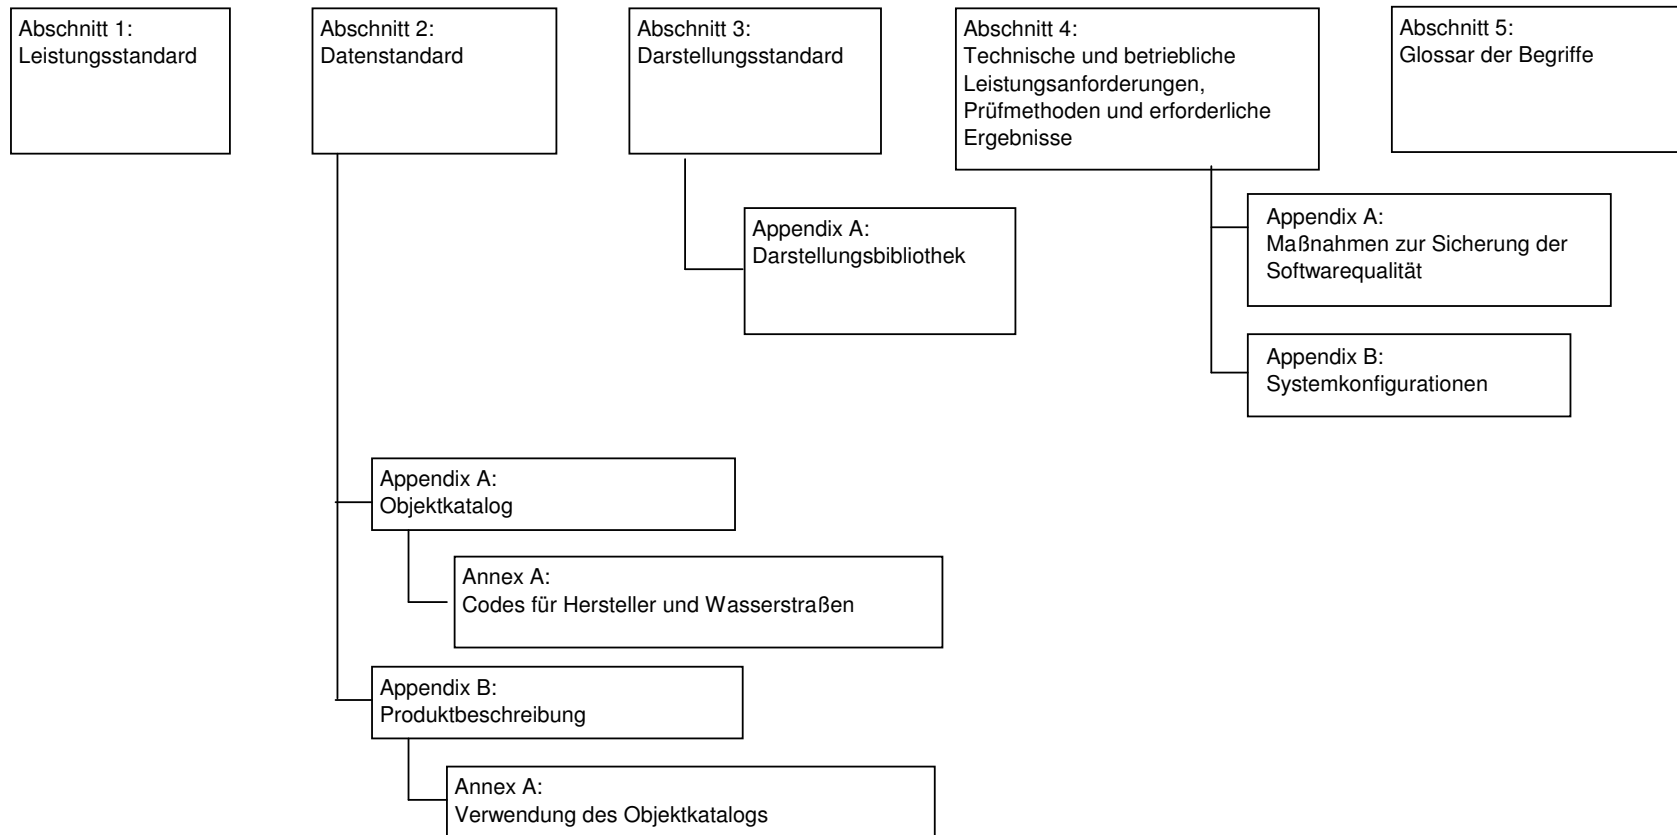 Abschnitt 1:
Leistungsstandard
Abschnitt 2:
Datenstandard
Abschnitt 3:
Darstellungsstandard
Abschnitt 4:
Technische und betriebliche
Leistungsanforderungen,
Prüfmethoden und erforderliche
Ergebnisse
Abschnitt 5:
Glossar der Begriffe
Appendix A:
Darstellungsbibliothek
Appendix A:
Maßnahmen zur Sicherung der
Softwarequalität
Appendix B:
Systemkonfigurationen
Appendix A:
Objektkatalog
Annex A:
Codes für Hersteller und Wasserstraßen
Appendix B:
Produktbeschreibung
Annex A:
Verwendung des Objektkatalogs